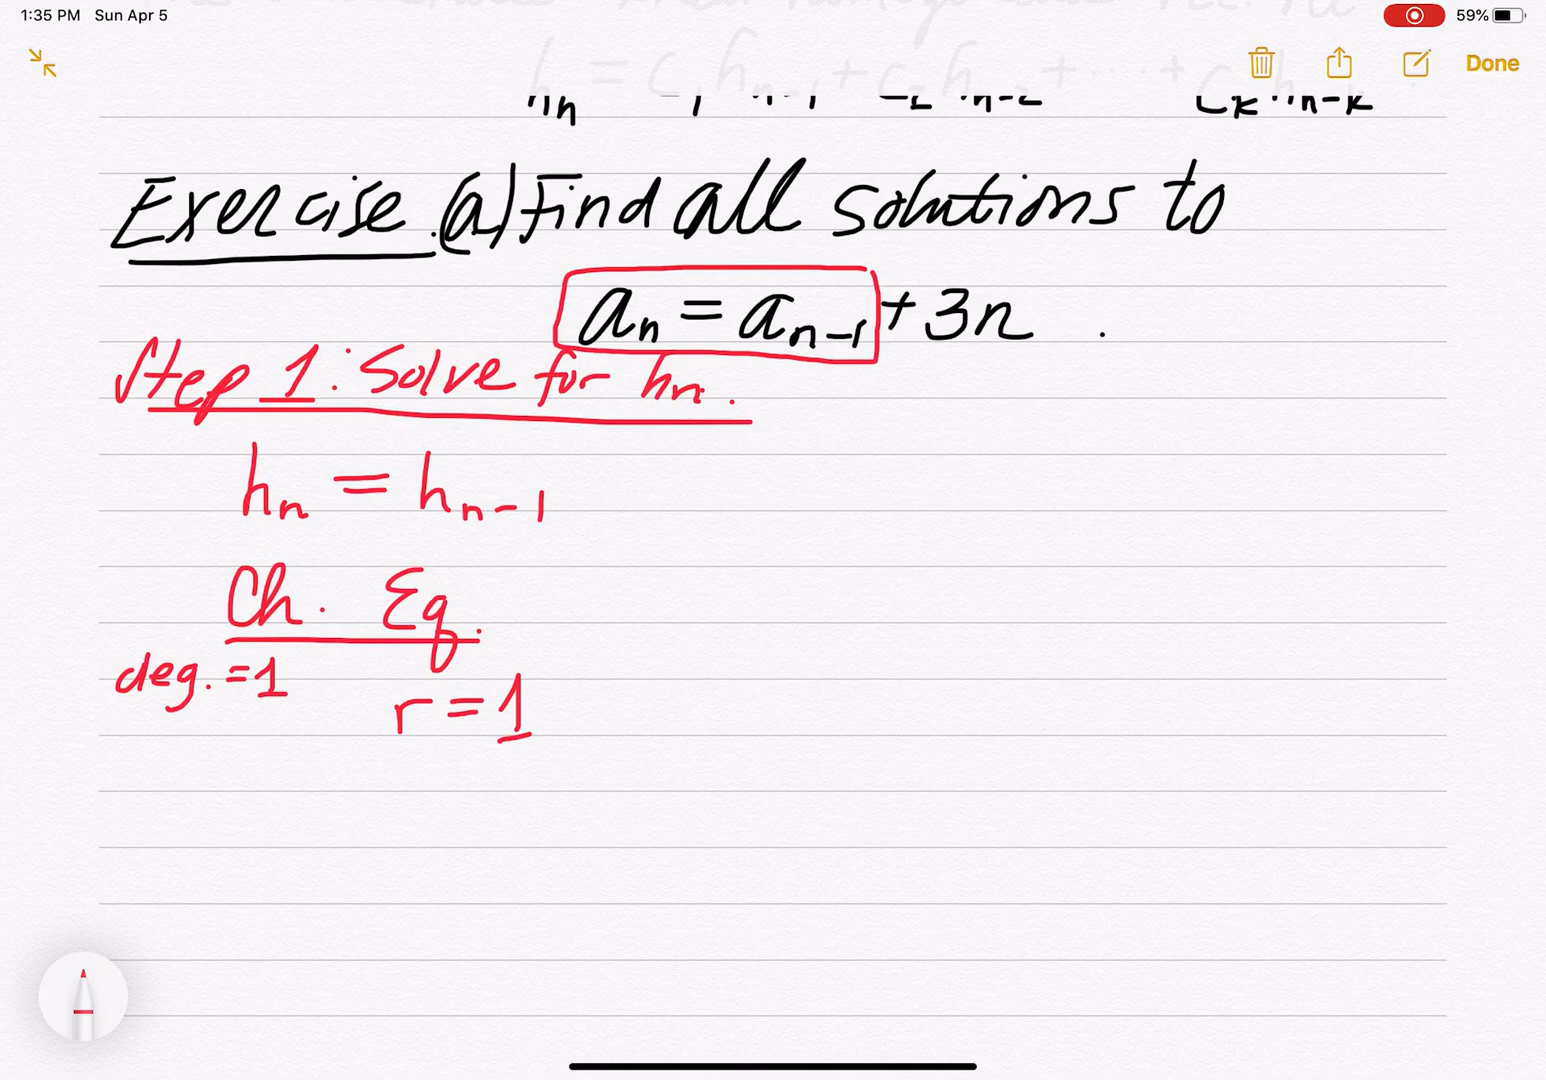 1:35 PM Sun Apr 5 59%
Done
Exercise. (a) Find all solutions to
aₙ = aₙ₋₁ + 3n .
Step 1: Solve for hₙ.
hₙ = hₙ₋₁
Ch. Eq.
deg. = 1
r = 1